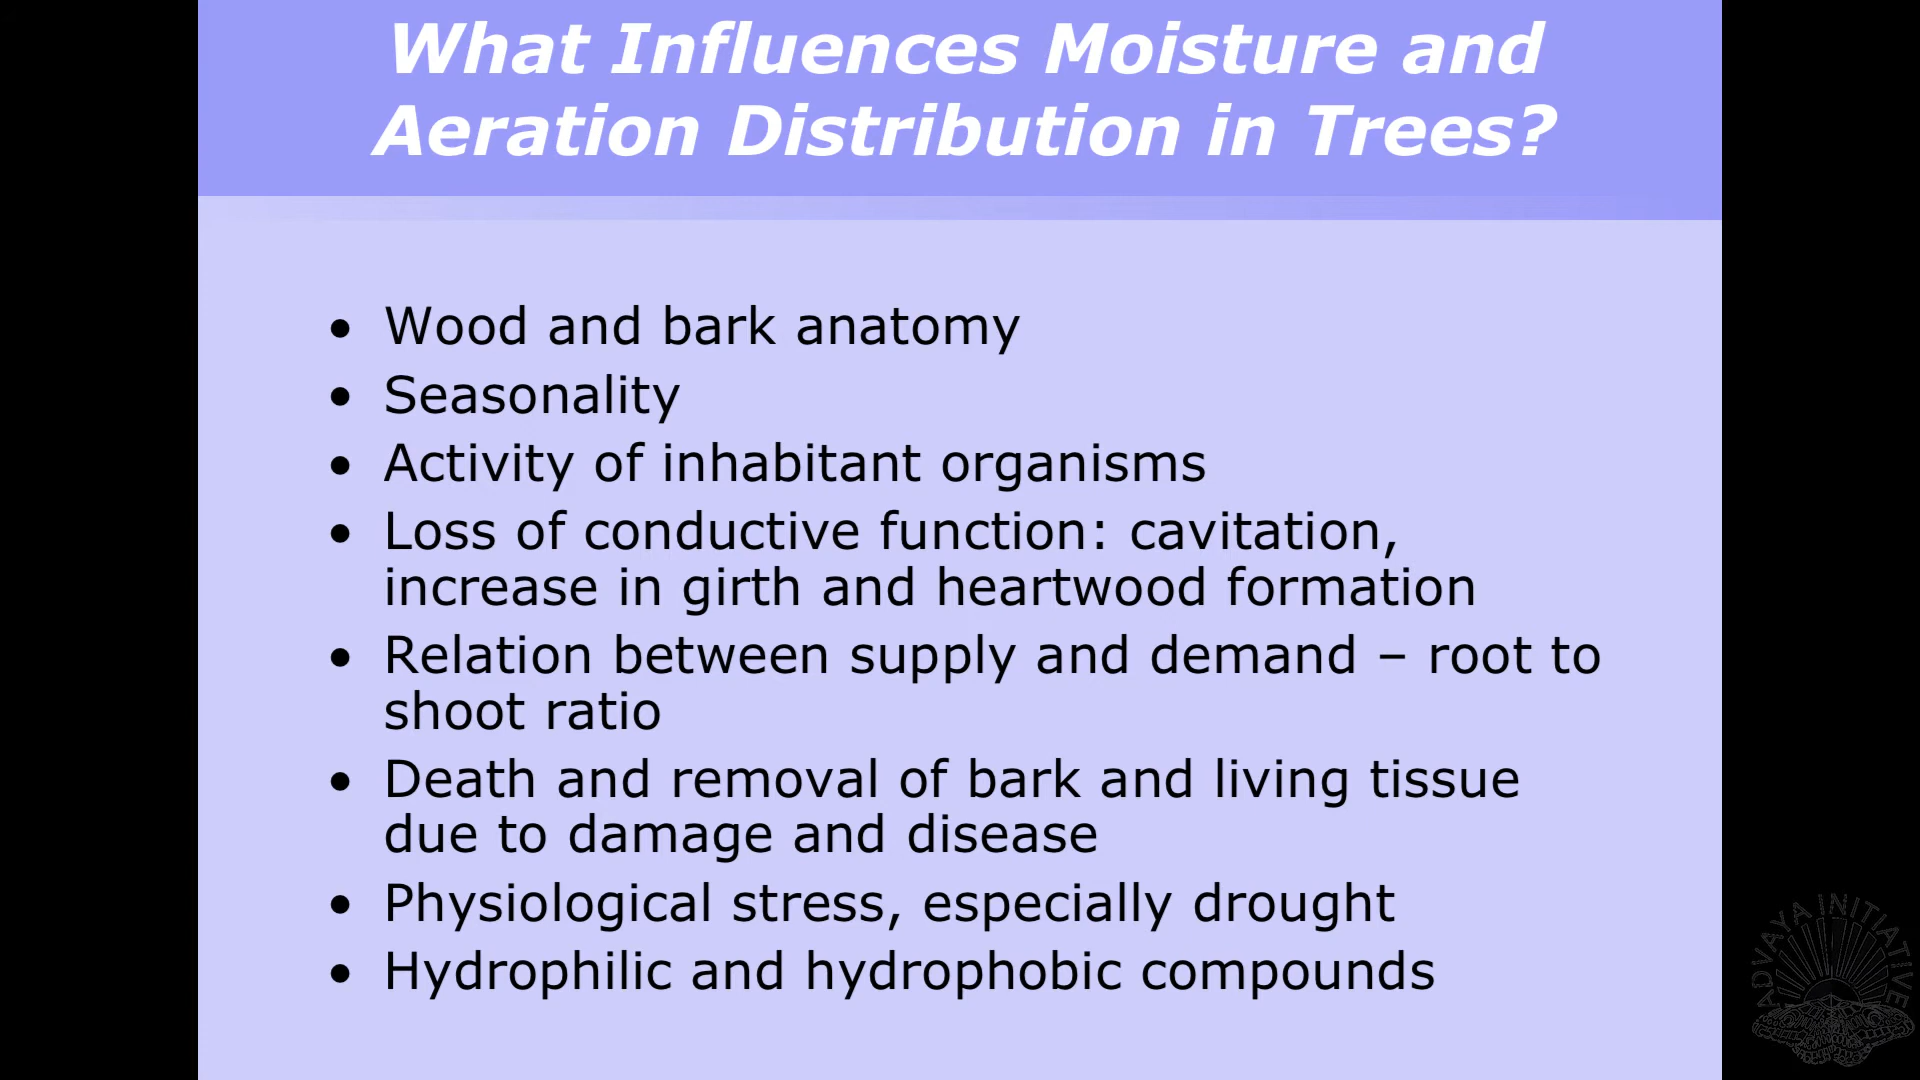 What Influences Moisture and
Aeration Distribution in Trees?
• Wood and bark anatomy
• Seasonality
• Activity of inhabitant organisms
• Loss of conductive function: cavitation,
increase in girth and heartwood formation
• Relation between supply and demand – root to
shoot ratio
• Death and removal of bark and living tissue
due to damage and disease
• Physiological stress, especially drought
• Hydrophilic and hydrophobic compounds
ADVAYA INITIATIVE